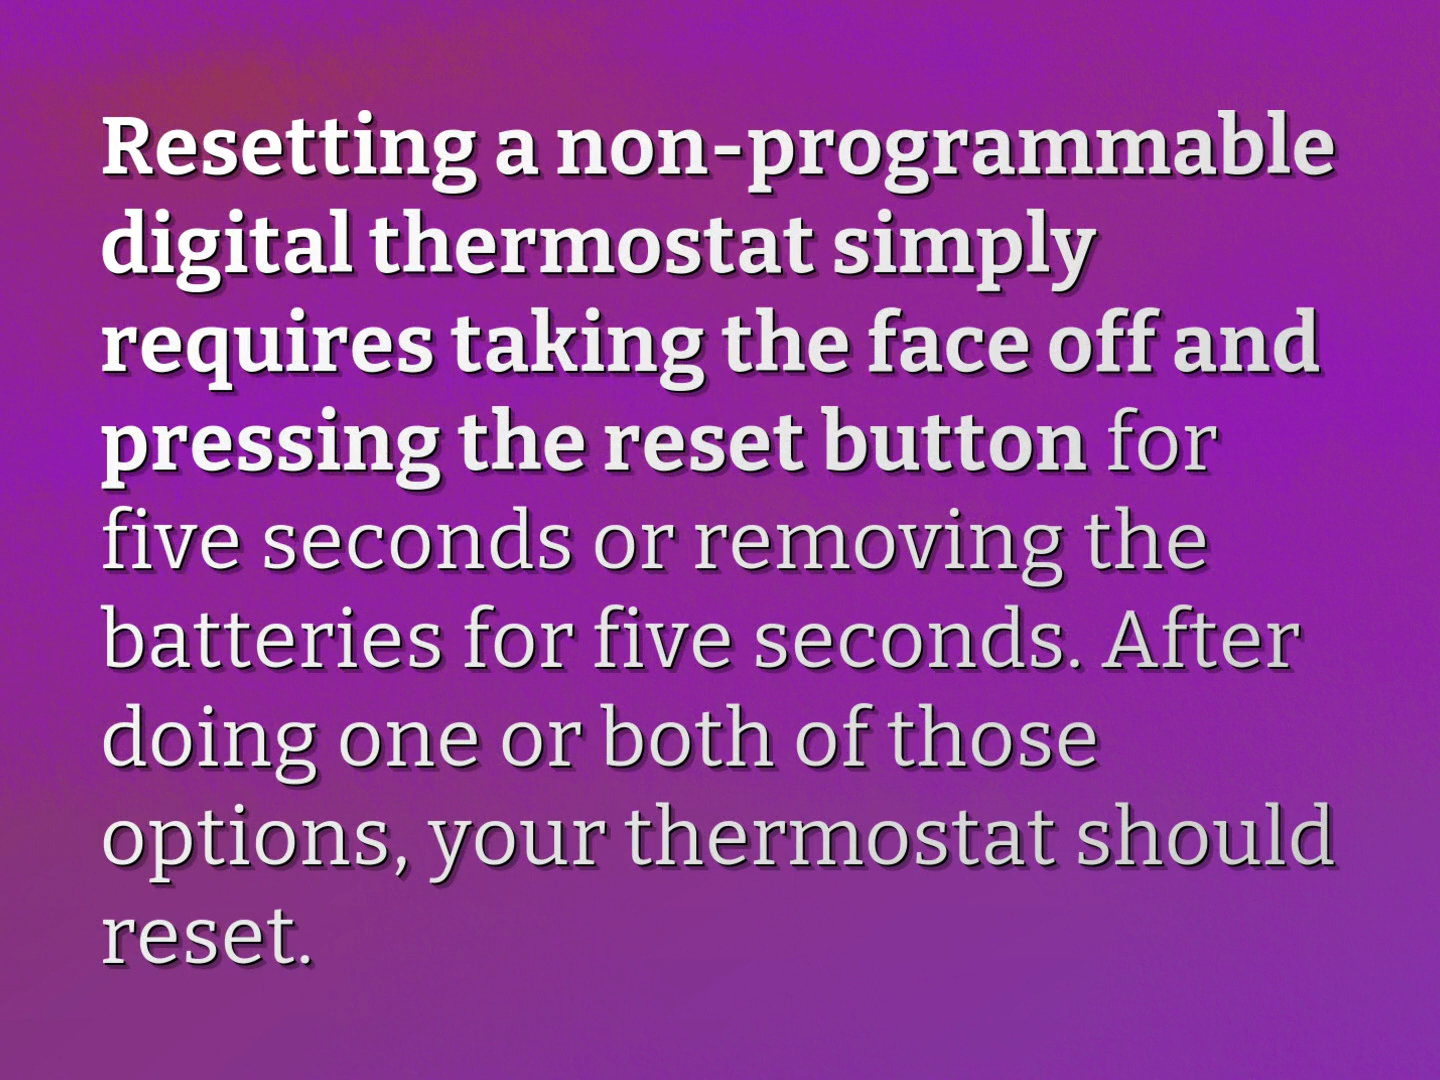 Resetting a non-programmable
digital thermostat simply
requires taking the face off and
pressing the reset button for
five seconds or removing the
batteries for five seconds. After
doing one or both of those
options, your thermostat should
reset.